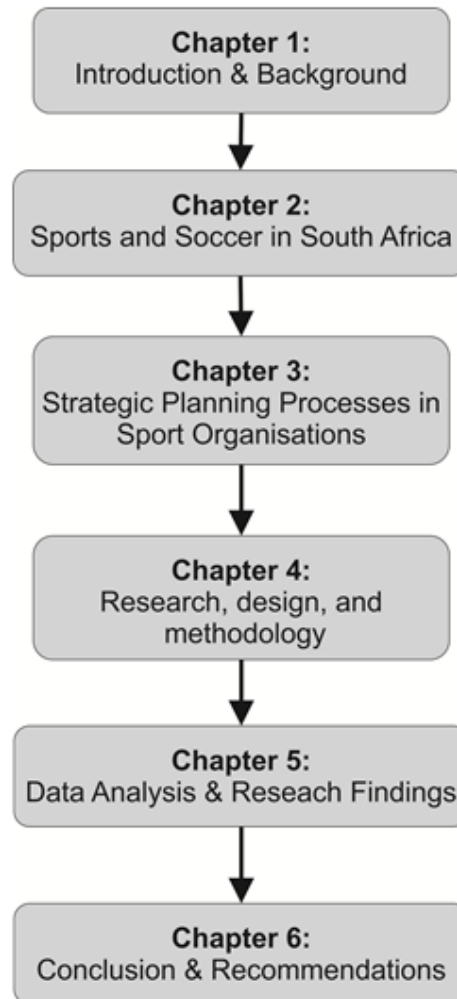 Chapter 1:
Introduction & Background
Chapter 2:
Sports and Soccer in South Africa
Chapter 3:
Strategic Planning Processes in
Sport Organisations
Chapter 4:
Research, design, and
methodology
Chapter 5:
Data Analysis & Reseach Findings
Chapter 6:
Conclusion & Recommendations